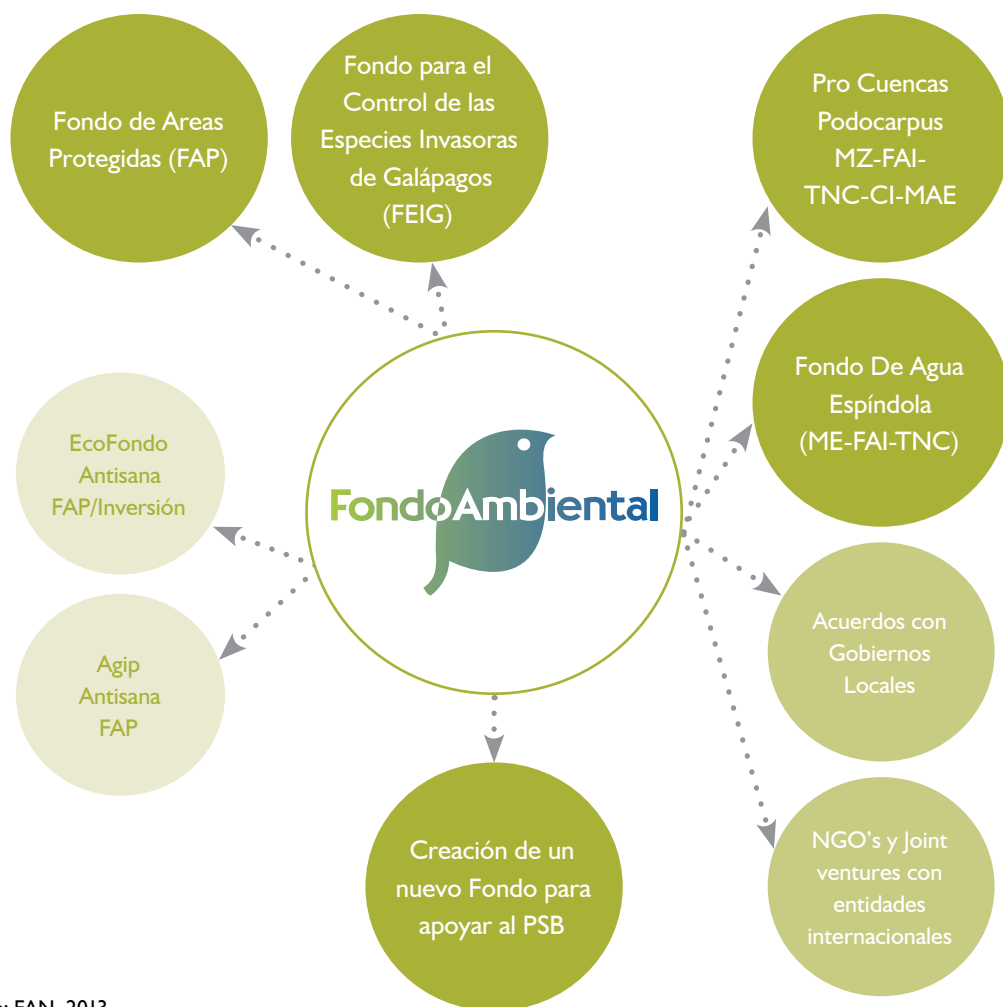 Fondo de Areas
Protegidas (FAP)
Fondo para el
Control de las
Especies Invasoras
de Galápagos
(FEIG)
Pro Cuencas
Podocarpus
MZ-FAI-
TNC-CI-MAE
Fondo De Agua
Espíndola
(ME-FAI-TNC)
EcoFondo
Antisana
FAP/Inversión
FondoAmbiental
Agip
Antisana
FAP
Acuerdos con
Gobiernos
Locales
Creación de un
nuevo Fondo para
apoyar al PSB
NGO's y Joint
ventures con
entidades
internacionales
FAN, 2013